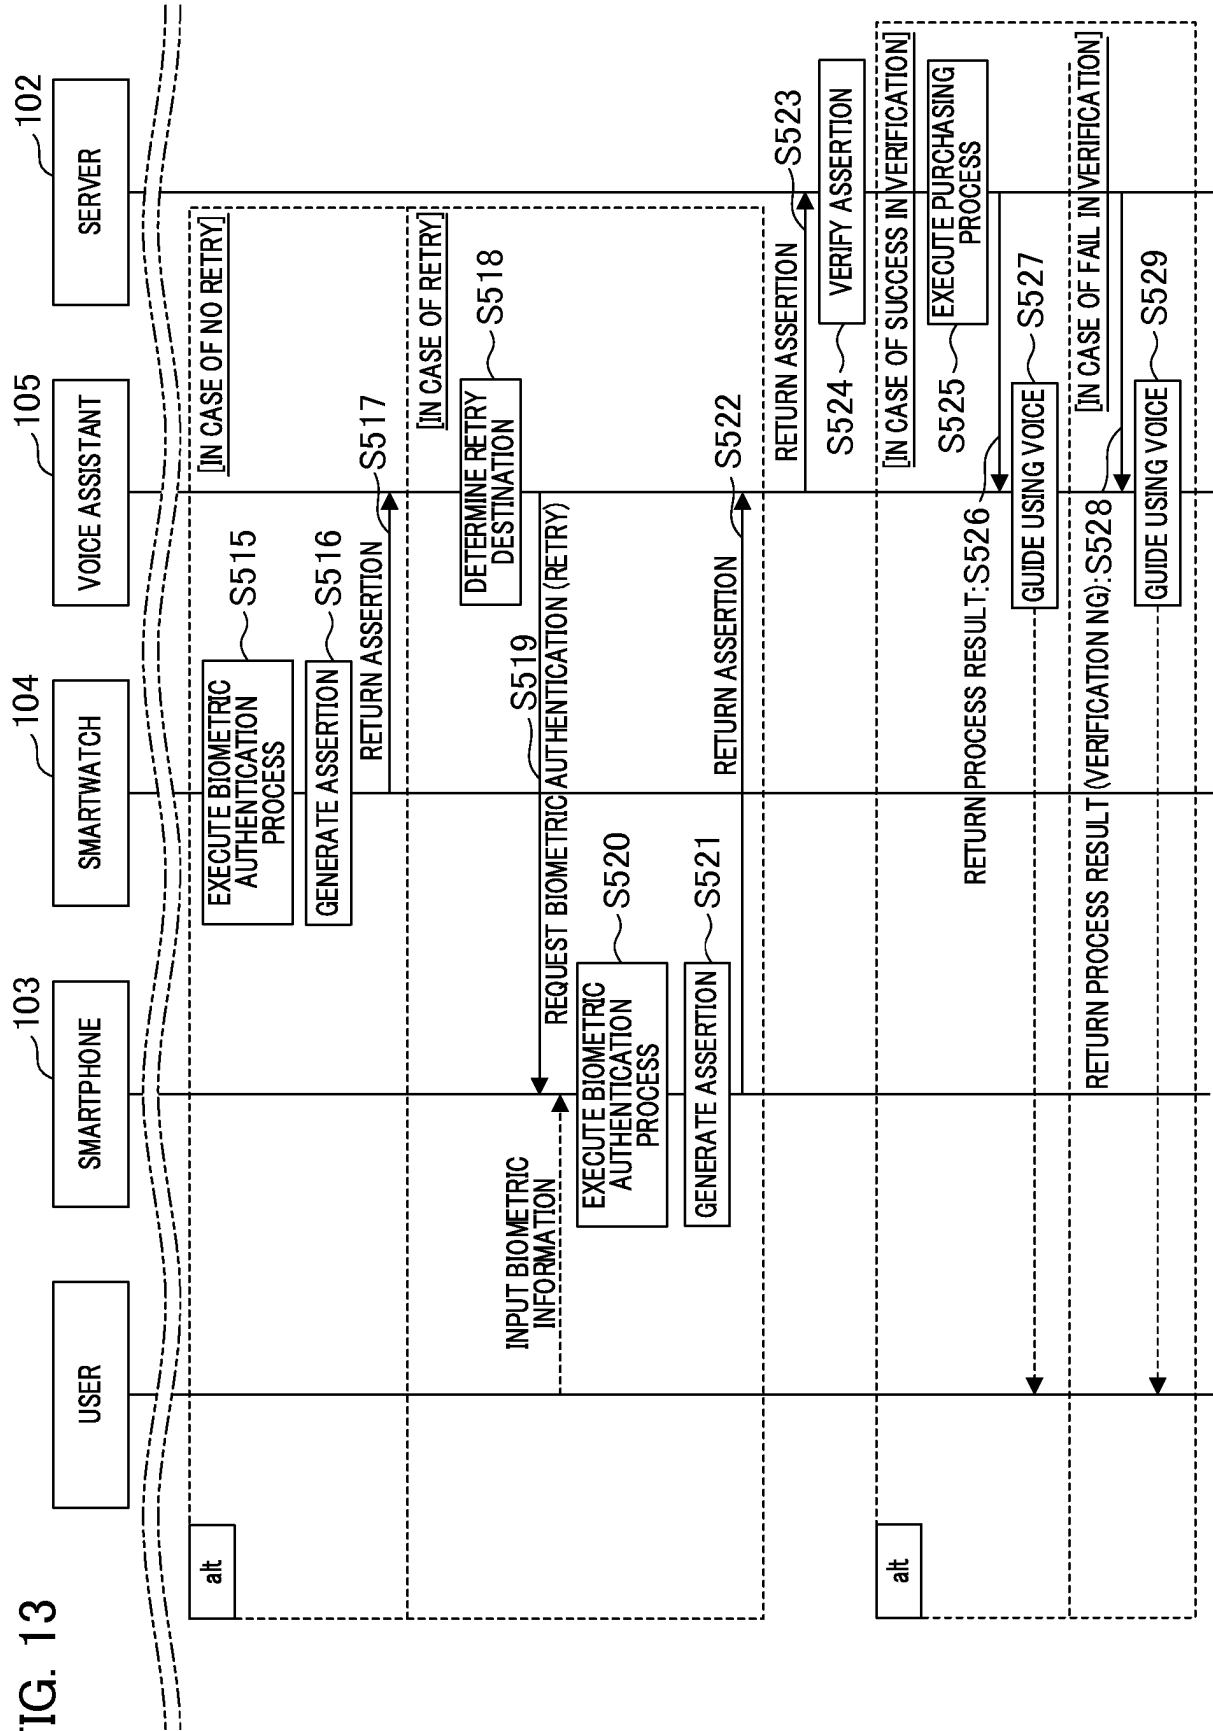 FIG. 13
USER
SMARTPHONE
103
SMARTWATCH
104
VOICE ASSISTANT
105
SERVER
102
alt
[IN CASE OF NO RETRY]
EXECUTE BIOMETRIC
AUTHENTICATION
PROCESS
S515
GENERATE ASSERTION
S516
RETURN ASSERTION
S517
[IN CASE OF RETRY]
DETERMINE RETRY
DESTINATION
S518
S519
REQUEST BIOMETRIC AUTHENTICATION (RETRY)
INPUT BIOMETRIC
INFORMATION
EXECUTE BIOMETRIC
AUTHENTICATION
PROCESS
S520
GENERATE ASSERTION
S521
RETURN ASSERTION
S522
RETURN ASSERTION
S523
VERIFY ASSERTION
S524
alt
[IN CASE OF SUCCESS IN VERIFICATION]
EXECUTE PURCHASING
PROCESS
S525
RETURN PROCESS RESULT:S526
GUIDE USING VOICE
S527
[IN CASE OF FAIL IN VERIFICATION]
RETURN PROCESS RESULT (VERIFICATION NG):S528
GUIDE USING VOICE
S529